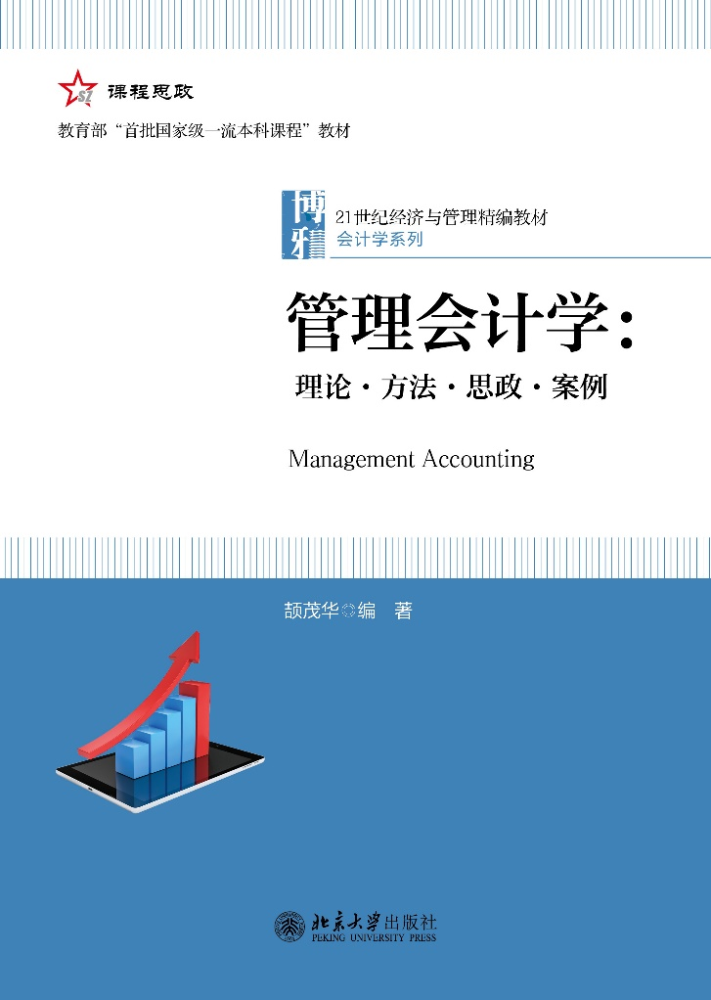 SZ 课程思政
教育部“首批国家级一流本科课程”教材
博雅
21世纪经济与管理精编教材
会计学系列
管理会计学：
理论·方法·思政·案例
Management Accounting
颉茂华◎编 著
北京大学出版社
PEKING UNIVERSITY PRESS